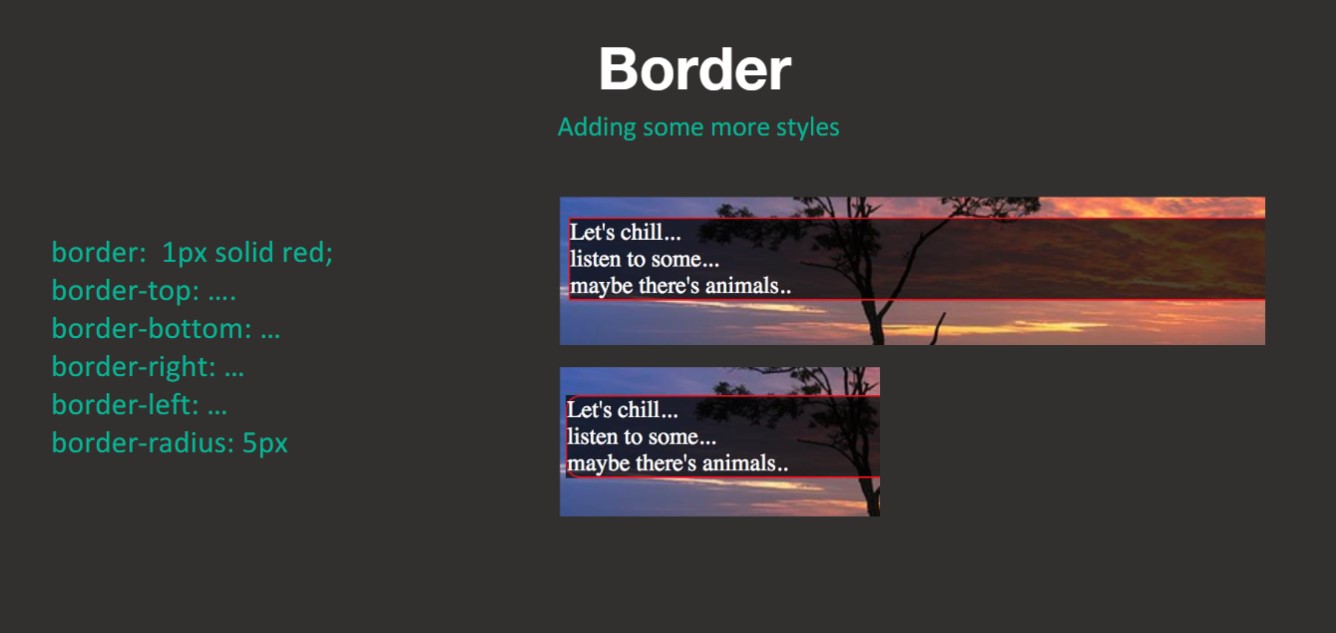 Border
Adding some more styles
border:  1px solid red;
border-top: ....
border-bottom: ...
border-right: ...
border-left: ...
border-radius: 5px
Let's chill...
listen to some...
maybe there's animals..
Let's chill...
listen to some...
maybe there's animals..